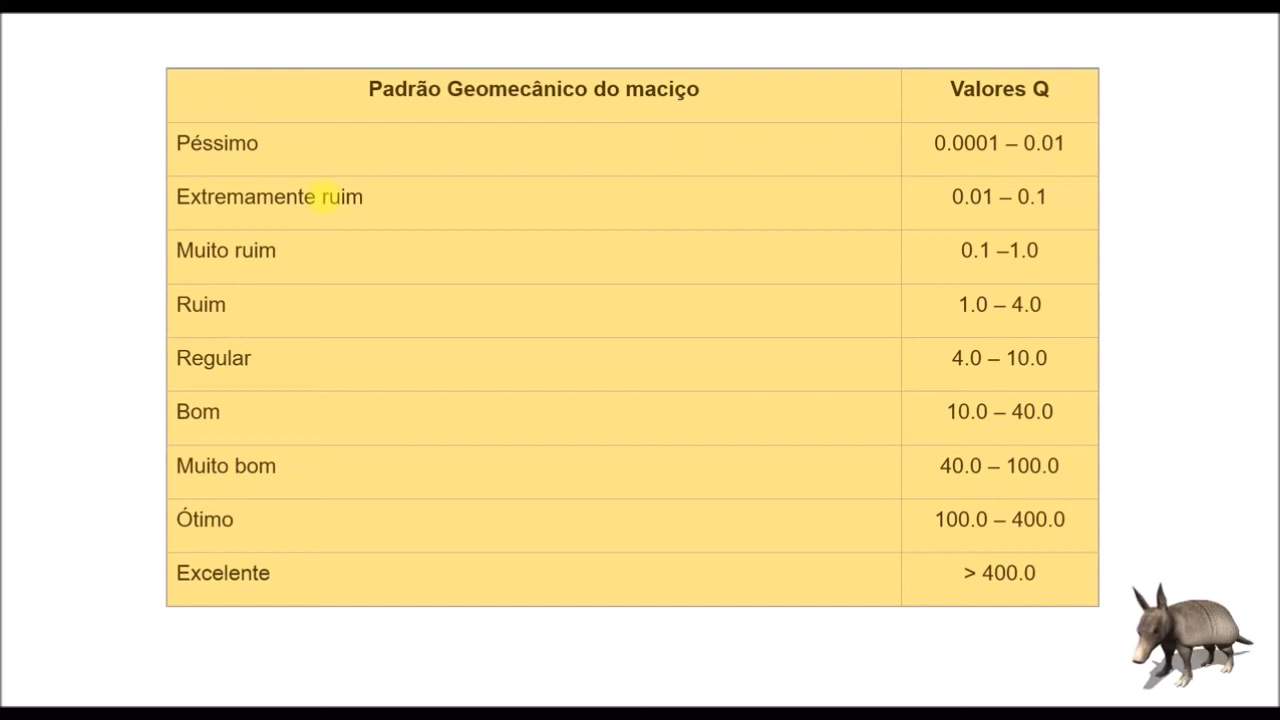 Padrão Geomecânico do maciço Valores Q
Péssimo 0.0001 – 0.01
Extremamente ruim 0.01 – 0.1
Muito ruim 0.1 –1.0
Ruim 1.0 – 4.0
Regular 4.0 – 10.0
Bom 10.0 – 40.0
Muito bom 40.0 – 100.0
Ótimo 100.0 – 400.0
Excelente > 400.0